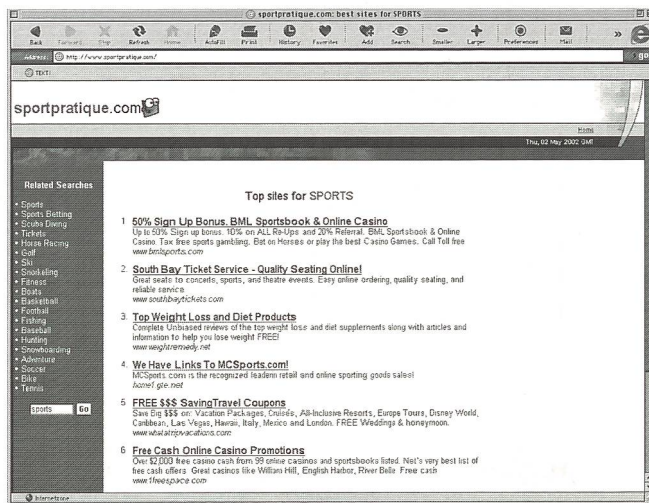 sportpratique.com: best sites for SPORTS
Back Forward Stop Refresh Home AutoFill Print History Favorites Add Search Smaller Larger Preferences Mail »
Address: http://www.sportpratique.com/ go
TEXT!
sportpratique.com
Home
Thu, 02 May 2002 GMT
Related Searches
• Sports
• Sports Betting
• Scuba Diving
• Tickets
• Horse Racing
• Golf
• Ski
• Snorkeling
• Fitness
• Boats
• Basketball
• Football
• Fishing
• Baseball
• Hunting
• Snowboarding
• Adventure
• Soccer
• Bike
• Tennis
sports Go
Top sites for SPORTS
1 50% Sign Up Bonus. BML Sportsbook & Online Casino
Up to 50% Sign up bonus. 10% on ALL Re-Ups and 20% Referral. BML Sportsbook & Online
Casino. Tax free sports gambling. Bet on Horses or play the best Casino Games. Call Toll free
www.bmlsports.com
2. South Bay Ticket Service - Quality Seating Online!
Great seats to concerts, sports, and theatre events. Easy online ordering, quality seating, and
reliable service.
www.southbaytickets.com
3. Top Weight Loss and Diet Products
Complete Unbiased reviews of the top weight loss and diet supplements along with articles and
information to help you lose weight FREE!
www.weightremedy.net
4. We Have Links To MCSports.com!
MCSports.com is the recognized leaderin retail and online sporting goods sales!
home1.gte.net
5 FREE $$$ SavingTravel Coupons
Save Big $$$ on: Vacation Packages, Cruises, All-Inclusive Resorts, Europe Tours, Disney World,
Caribbean, Las Vegas, Hawaii, Italy, Mexico and London. FREE Weddings & honeymoon.
www.whatatripvacations.com
6 Free Cash Online Casino Promotions
Over $2,000 free casino cash from 99 online casinos and sportsbooks listed. Net's very best list of
free cash offers. Great casinos like William Hill, English Harbor, River Belle. Free cash
www.1freespace.com
Internetzone